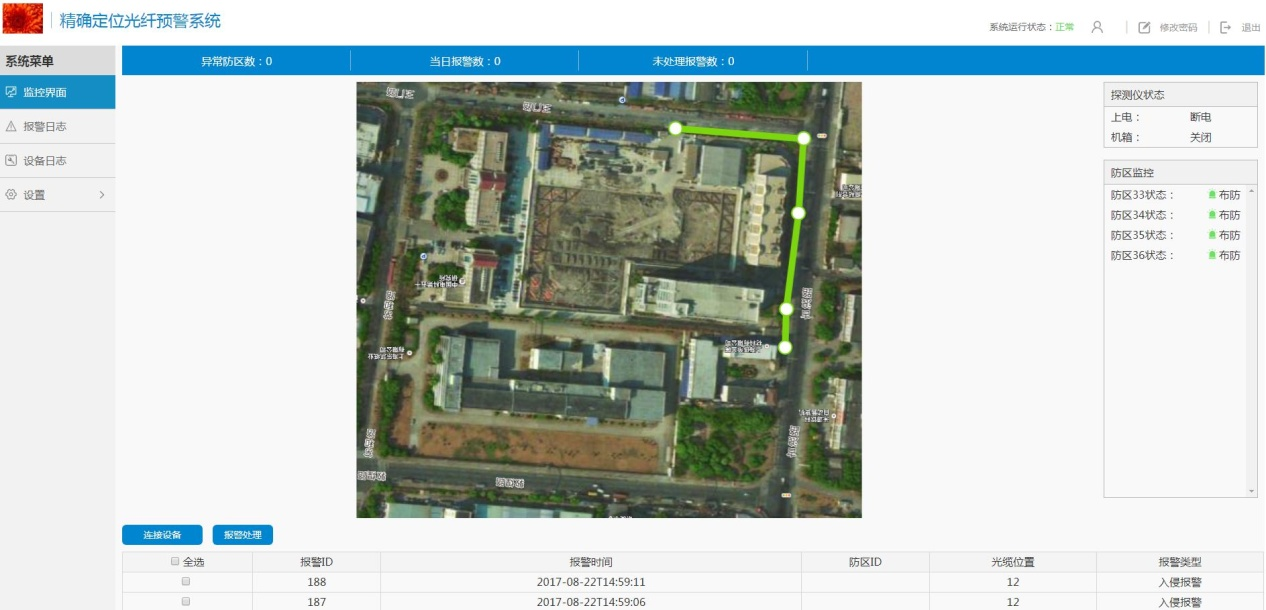 精确定位光纤预警系统
系统运行状态：正常
修改密码
退出
系统菜单
异常防区数：0
当日报警数：0
未处理报警数：0
监控界面
报警日志
设备日志
设置
探测仪状态
上电： 断电
机箱： 关闭
防区监控
防区33状态： 布防
防区34状态： 布防
防区35状态： 布防
防区36状态： 布防
连接设备
报警处理
全选 报警ID 报警时间 防区ID 光缆位置 报警类型
188 2017-08-22T14:59:11 12 入侵报警
187 2017-08-22T14:59:06 12 入侵报警